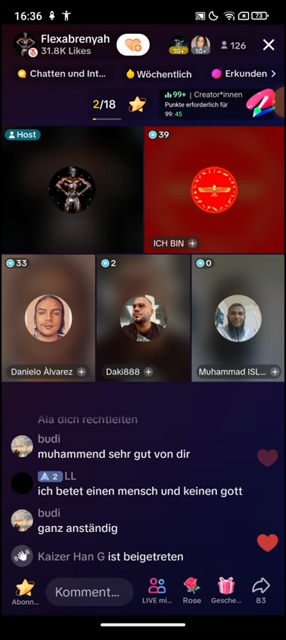 16:36
73
Flexabrenyah
31.8K Likes
10+
10+
126
Chatten und Int...
Wöchentlich
Erkunden
2/18
99+ | Creator*innen
Punkte erforderlich für
99: 45
Host
39
ICH BIN
33
2
0
Danielo Àlvarez
Daki888
Muhammad ISL...
Ala dich rechtleiten
budi
muhammend sehr gut von dir
2 LL
ich betet einen mensch und keinen gott
budi
ganz anständig
Kaizer Han G ist beigetreten
Abonn...
Komment...
LIVE mi...
Rose
Gesche...
83